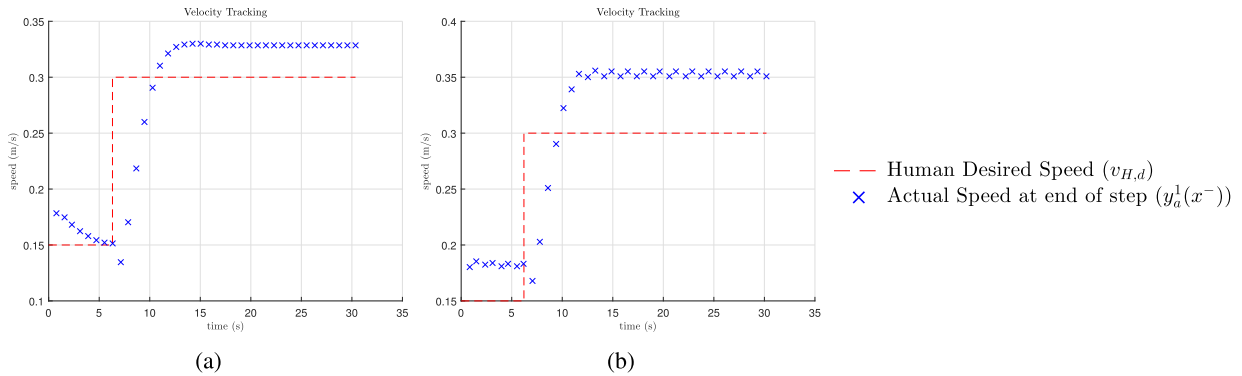 Velocity Tracking
0.35
0.3
0.25
0.2
0.15
0.1
speed (m/s)
0 5 10 15 20 25 30 35
time (s)
(a)
Velocity Tracking
0.4
0.35
0.3
0.25
0.2
0.15
speed (m/s)
0 5 10 15 20 25 30 35
time (s)
(b)
Human Desired Speed (v_{H,d})
Actual Speed at end of step (y_a^1(x^-))